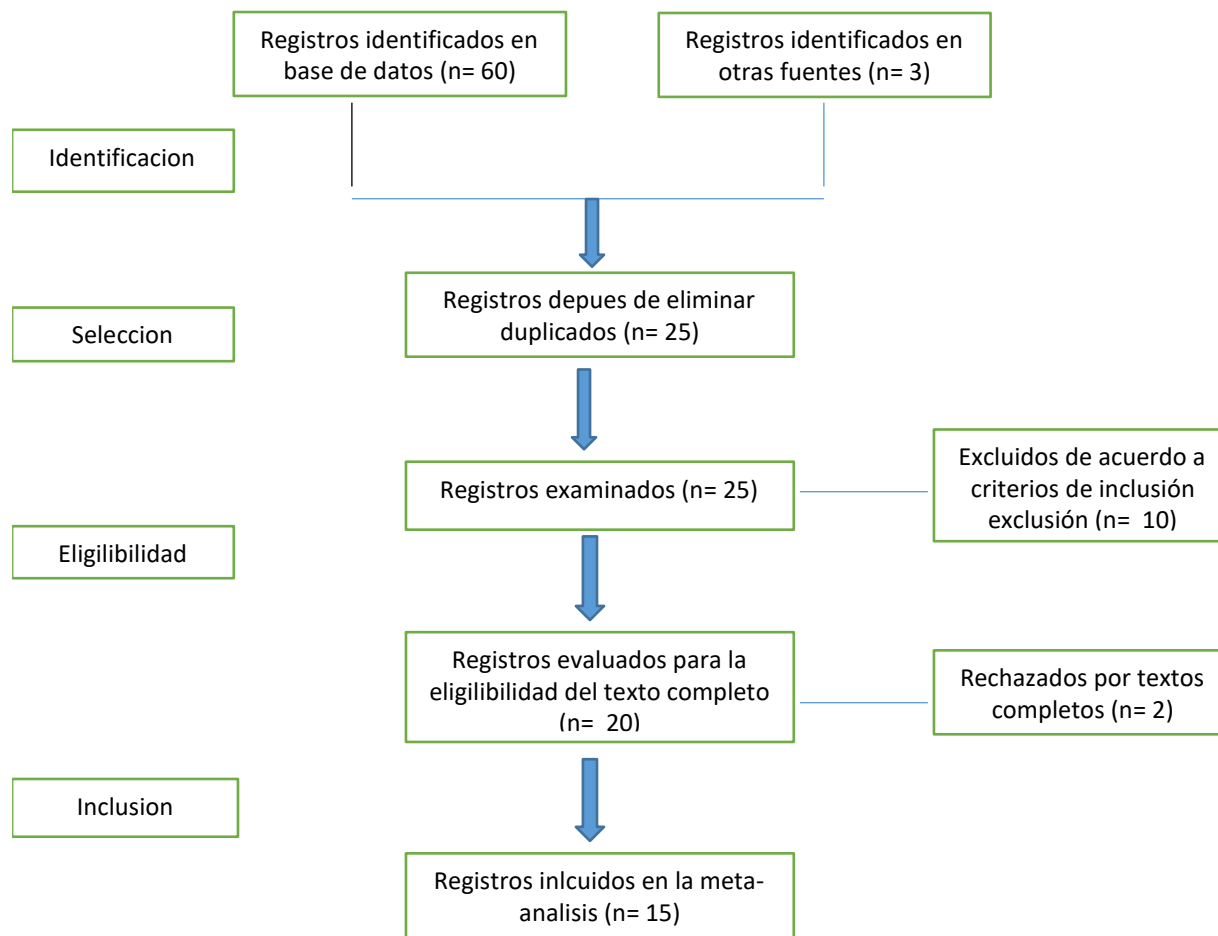 Registros identificados en
base de datos (n= 60)
Registros identificados en
otras fuentes (n= 3)
Identificacion
Registros depues de eliminar
duplicados (n= 25)
Seleccion
Registros examinados (n= 25)
Excluidos de acuerdo a
criterios de inclusión
exclusión (n=  10)
Eligilibilidad
Registros evaluados para la
eligilibilidad del texto completo
(n=  20)
Rechazados por textos
completos (n= 2)
Inclusion
Registros inlcuidos en la meta-
analisis (n= 15)